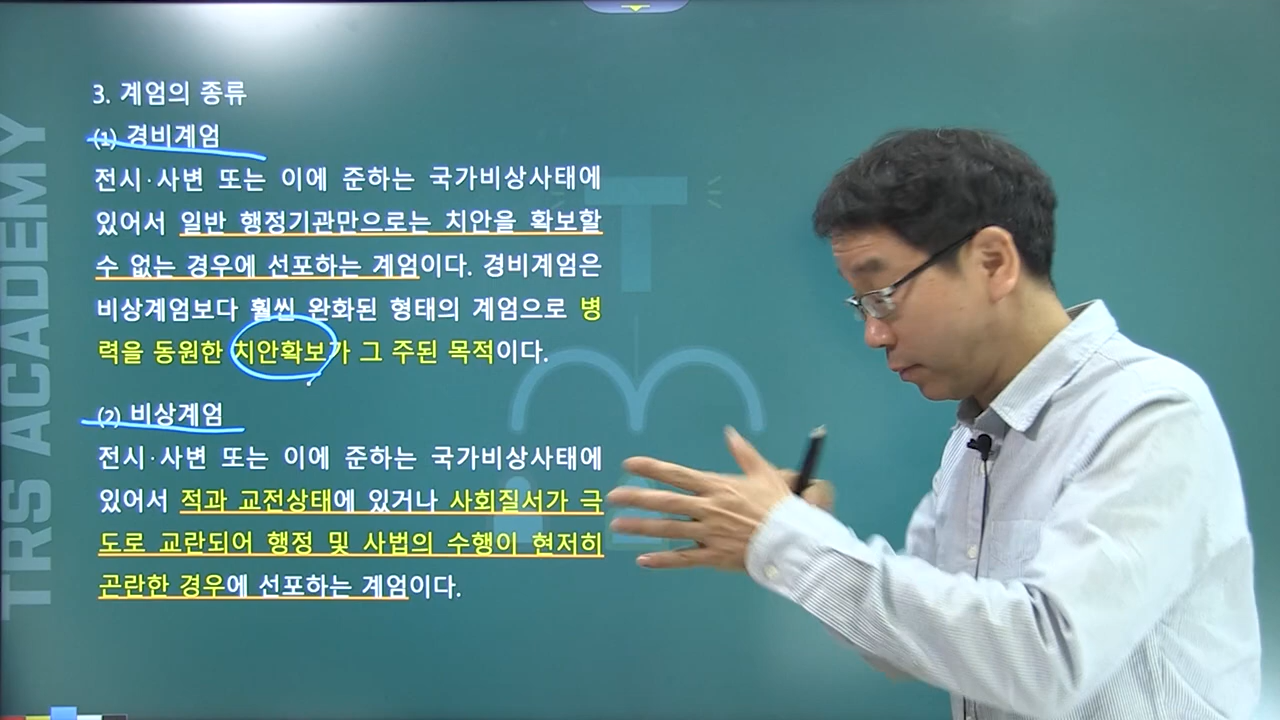 3. 계엄의 종류
(1) 경비계엄
전시·사변 또는 이에 준하는 국가비상사태에
있어서 일반 행정기관만으로는 치안을 확보할
수 없는 경우에 선포하는 계엄이다. 경비계엄은
비상계엄보다 훨씬 완화된 형태의 계엄으로 병
력을 동원한 치안확보가 그 주된 목적이다.
(2) 비상계엄
전시·사변 또는 이에 준하는 국가비상사태에
있어서 적과 교전상태에 있거나 사회질서가 극
도로 교란되어 행정 및 사법의 수행이 현저히
곤란한 경우에 선포하는 계엄이다.
TRS ACADEMY